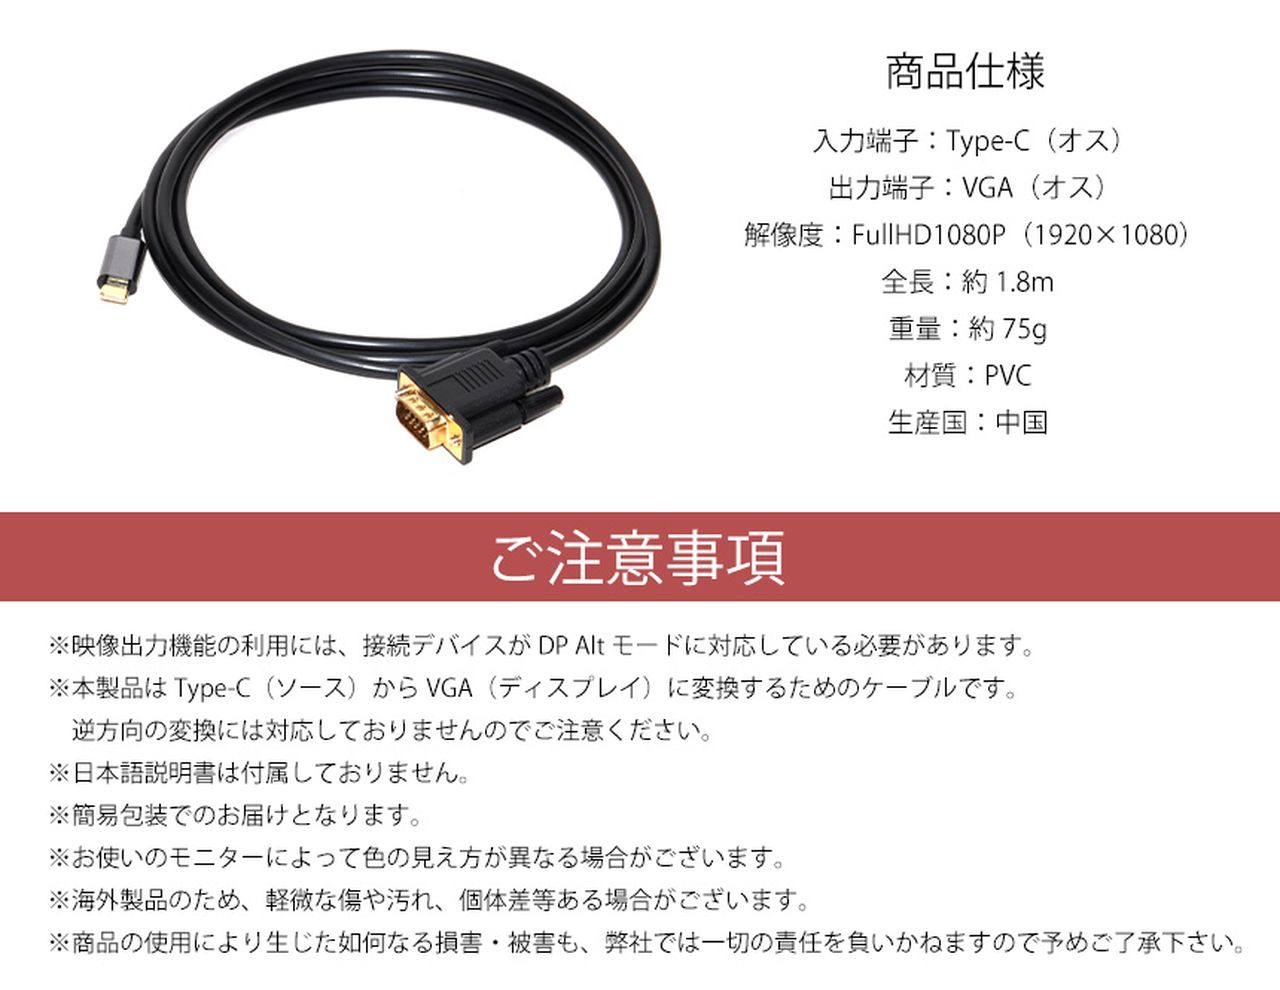 商品仕様
入力端子：Type-C（オス）
出力端子：VGA（オス）
解像度：FullHD1080P（1920×1080）
全長：約 1.8m
重量：約 75g
材質：PVC
生産国：中国
ご注意事項
※映像出力機能の利用には、接続デバイスが DP Alt モードに対応している必要があります。
※本製品は Type-C（ソース）から VGA（ディスプレイ）に変換するためのケーブルです。
逆方向の変換には対応しておりませんのでご注意ください。
※日本語説明書は付属しておりません。
※簡易包装でのお届けとなります。
※お使いのモニターによって色の見え方が異なる場合がございます。
※海外製品のため、軽微な傷や汚れ、個体差等ある場合がございます。
※商品の使用により生じた如何なる損害・被害も、弊社では一切の責任を負いかねますので予めご了承下さい。